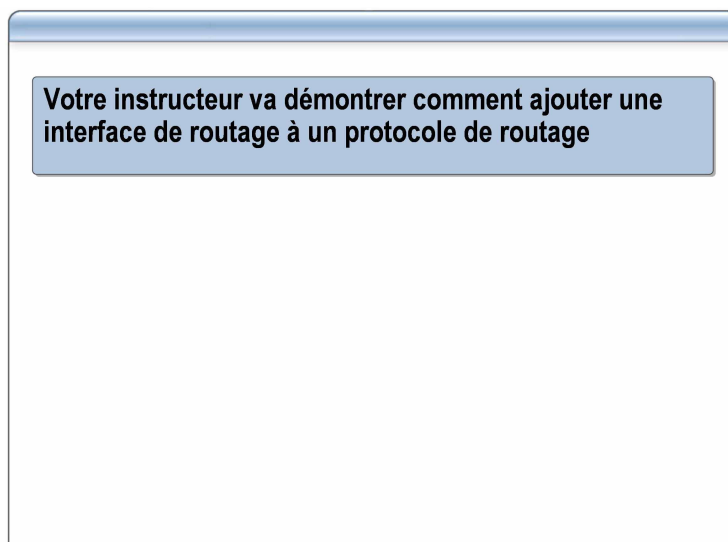 Votre instructeur va démontrer comment ajouter une
interface de routage à un protocole de routage